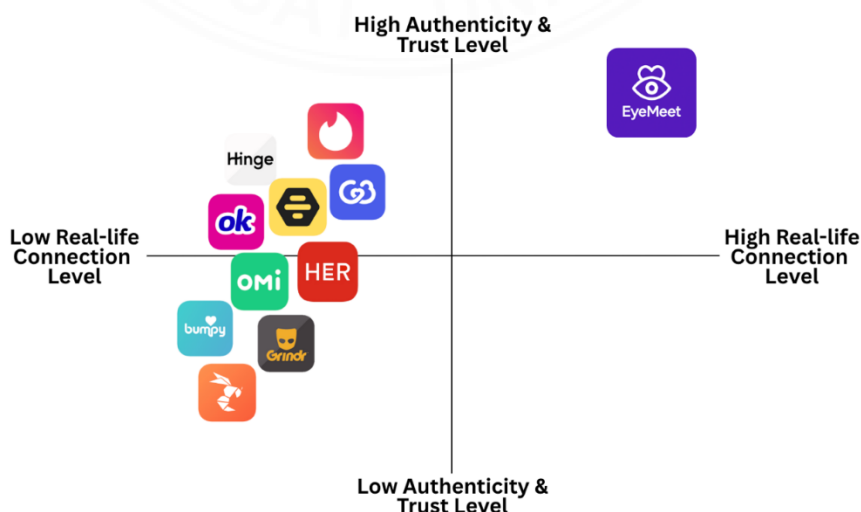 High Authenticity &
Trust Level
EyeMeet
Hinge
ok
Low Real-life
Connection
Level
High Real-life
Connection
Level
HER
OMi
bumpy
Grindr
Low Authenticity &
Trust Level